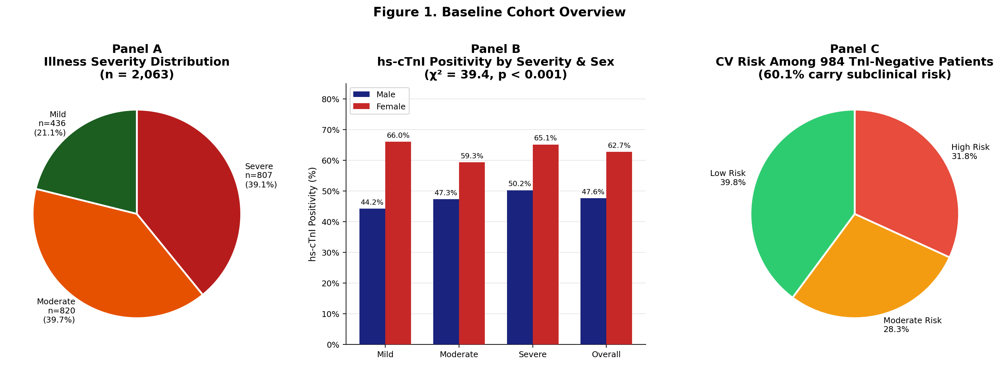 Figure 1. Baseline Cohort Overview
Panel A
Illness Severity Distribution
(n = 2,063)
Mild
n=436
(21.1%)
Severe
n=807
(39.1%)
Moderate
n=820
(39.7%)
Panel B
hs-cTnI Positivity by Severity & Sex
(χ² = 39.4, p < 0.001)
Male
Female
hs-cTnI Positivity (%)
80%
70%
60%
50%
40%
30%
20%
10%
0%
44.2%
66.0%
47.3%
59.3%
50.2%
65.1%
47.6%
62.7%
Mild
Moderate
Severe
Overall
Panel C
CV Risk Among 984 TnI-Negative Patients
(60.1% carry subclinical risk)
High Risk
31.8%
Low Risk
39.8%
Moderate Risk
28.3%